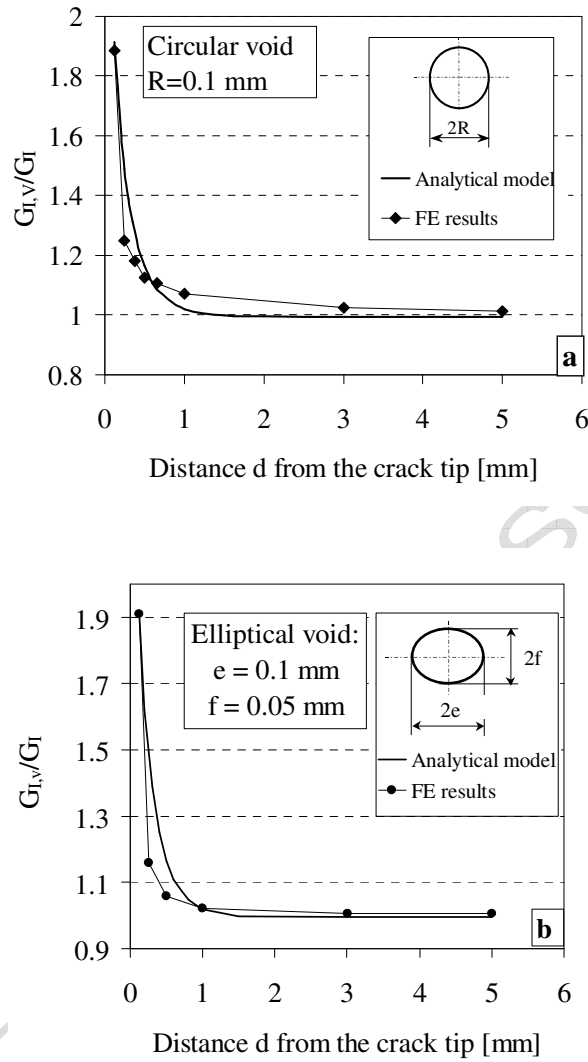 2
1.8
1.6
1.4
1.2
1
0.8
G_{I,V}/G_I
Circular void
R=0.1 mm
2R
Analytical model
FE results
a
0 1 2 3 4 5 6
Distance d from the crack tip [mm]
1.9
1.7
1.5
1.3
1.1
0.9
G_{I,v}/G_I
Elliptical void:
e = 0.1 mm
f = 0.05 mm
2f
2e
Analytical model
FE results
b
0 1 2 3 4 5 6
Distance d from the crack tip [mm]